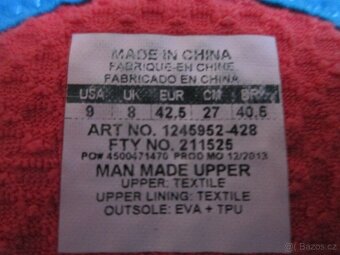 MADE IN CHINA
FABRIQUE EN CHINE
FABRICADO EN CHINA
USA UK EUR CM BR
9 8 42.5 27 40.5
ART NO. 1245952-428
FTY NO. 211525
PO# 4500471470 PROD MO 12/2013
MAN MADE UPPER
UPPER: TEXTILE
UPPER LINING: TEXTILE
OUTSOLE: EVA + TPU
Bazos.cz